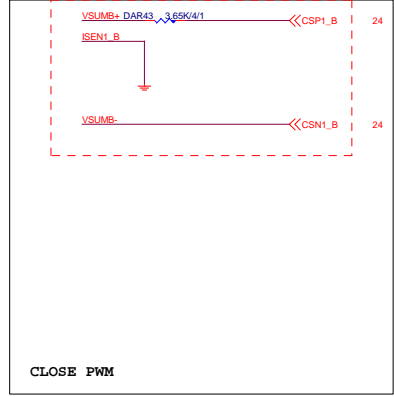 VSUMB+ DAR43 3.65K/4/1 CSP1_B 24
ISEN1_B
VSUMB- CSN1_B 24
CLOSE PWM